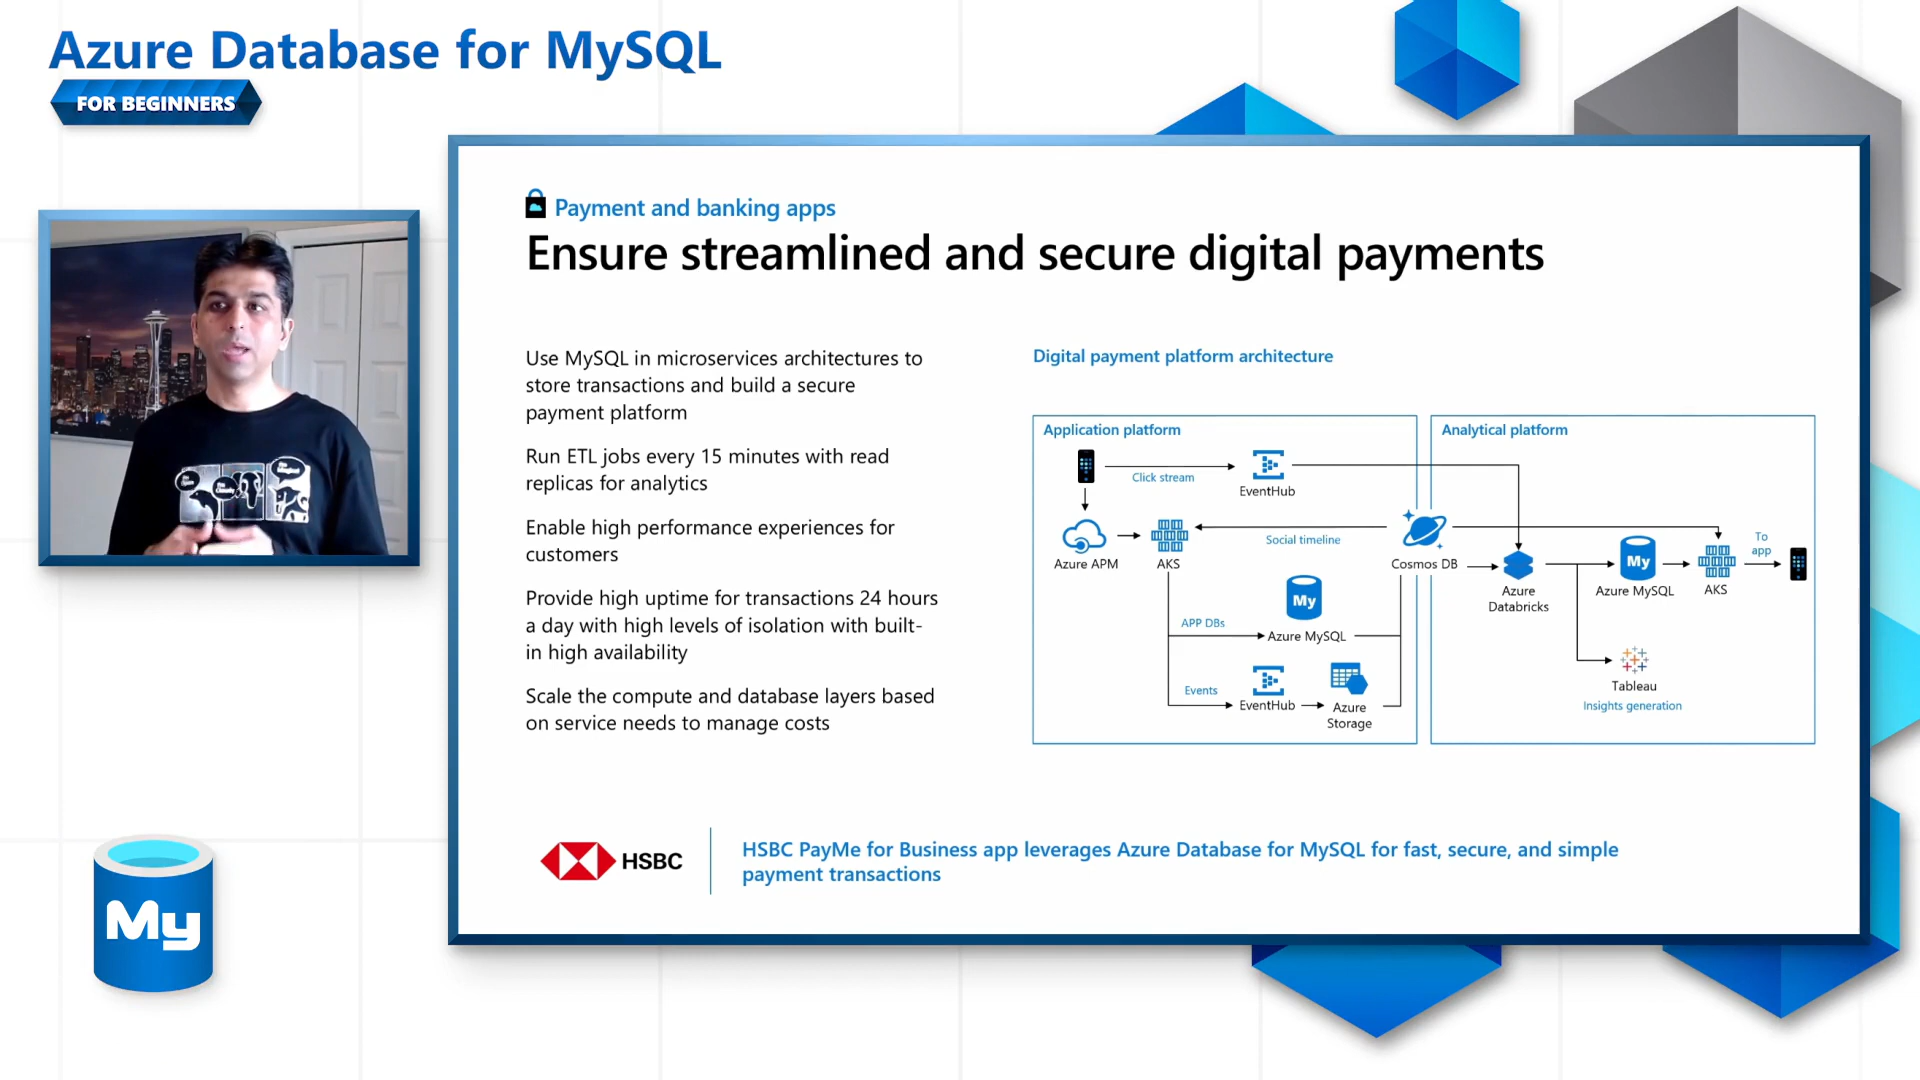 Azure Database for MySQL
FOR BEGINNERS
Payment and banking apps
Ensure streamlined and secure digital payments
Use MySQL in microservices architectures to
store transactions and build a secure
payment platform
Run ETL jobs every 15 minutes with read
replicas for analytics
Enable high performance experiences for
customers
Provide high uptime for transactions 24 hours
a day with high levels of isolation with built-
in high availability
Scale the compute and database layers based
on service needs to manage costs
Digital payment platform architecture
Application platform
Click stream
EventHub
Azure APM
AKS
Social timeline
Cosmos DB
My
APP DBs
Azure MySQL
Events
EventHub
Azure
Storage
Analytical platform
Azure
Databricks
My
Azure MySQL
AKS
To
app
Tableau
Insights generation
HSBC
HSBC PayMe for Business app leverages Azure Database for MySQL for fast, secure, and simple
payment transactions
My